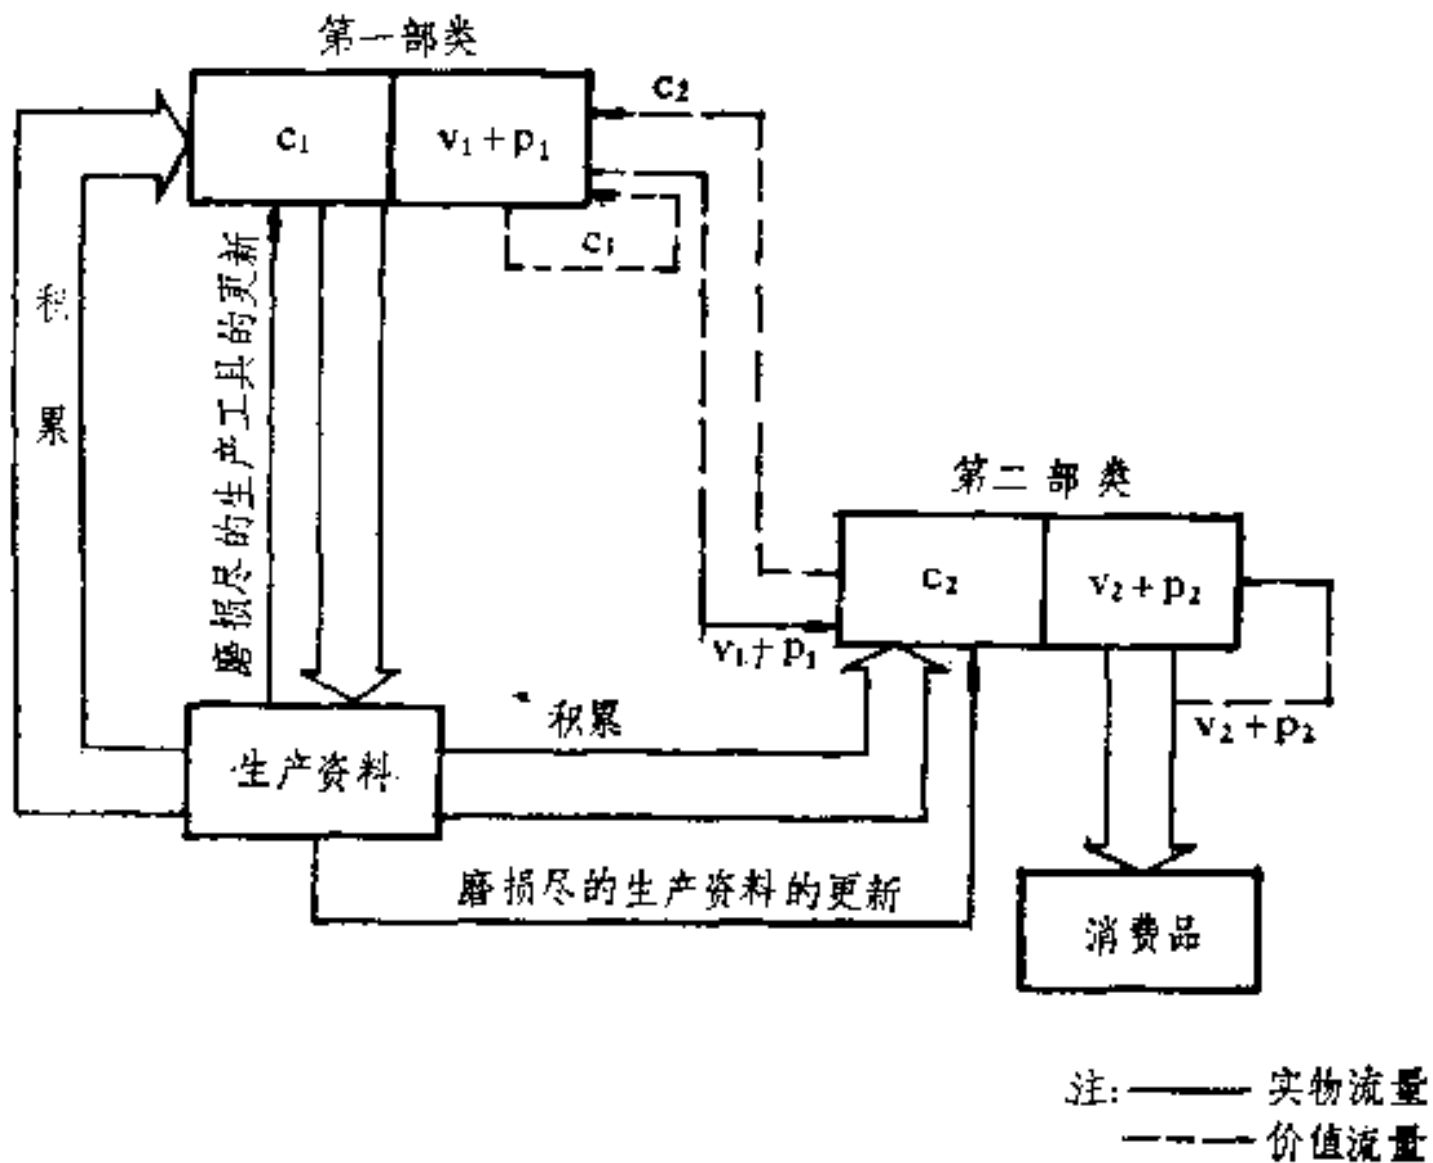 第一部类
c₁
v₁+p₁
c₂
c₁
积累
磨损尽的生产工具的更新
第二部类
c₂
v₂+p₂
v₁+p₁
v₂+p₂
积累
生产资料
磨损尽的生产资料的更新
消费品
注:
实物流量
价值流量